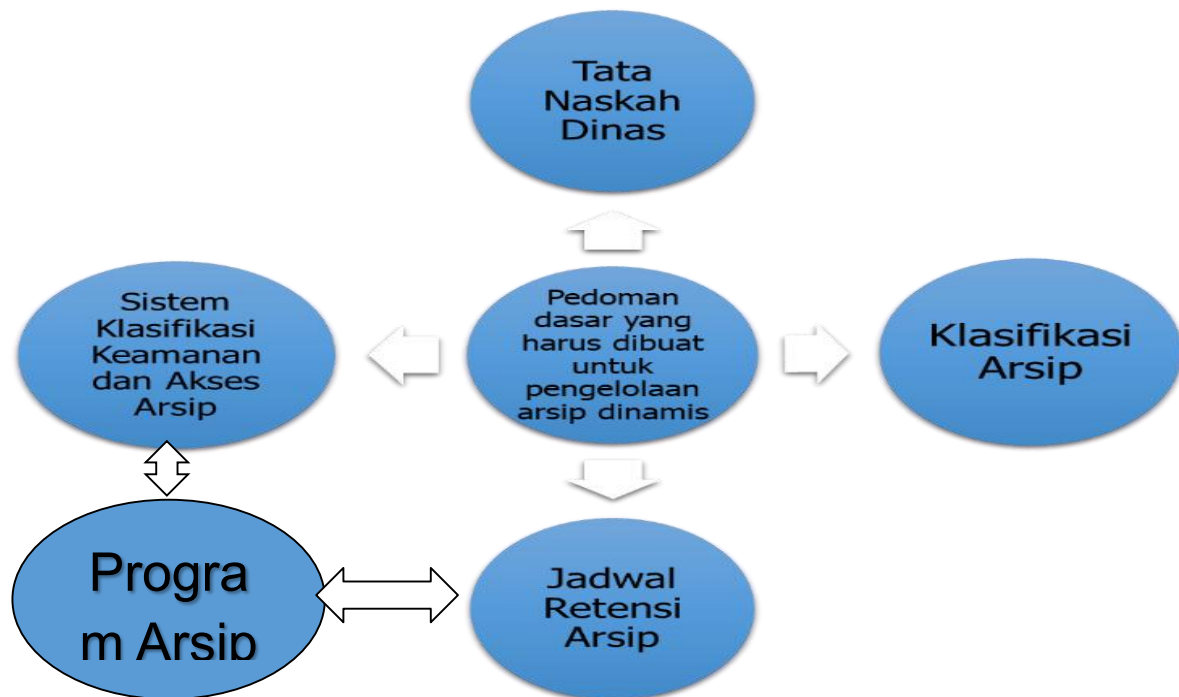 Tata
Naskah
Dinas
Sistem
Klasifikasi
Keamanan
dan Akses
Arsip
Pedoman
dasar yang
harus dibuat
untuk
pengelolaan
arsip dinamis
Klasifikasi
Arsip
Progra
m Arsip
Jadwal
Retensi
Arsip